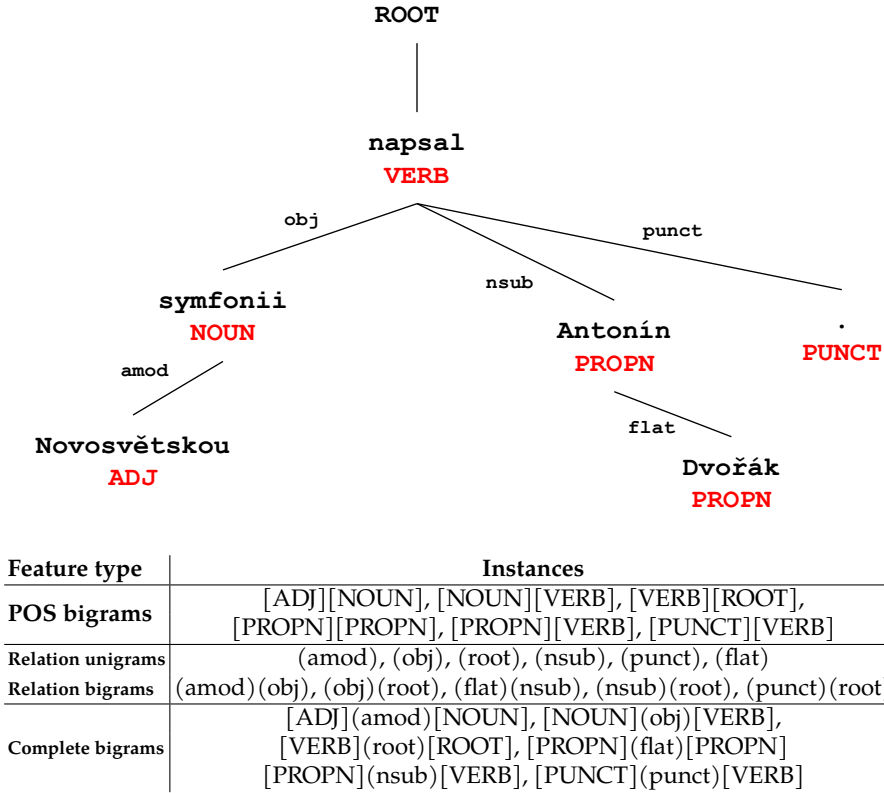 ROOT
napsal
VERB
obj
punct
nsub
symfonii
NOUN
Antonín
PROPN
.
PUNCT
amod
flat
Novosvětskou
ADJ
Dvořák
PROPN
Feature type Instances
POS bigrams [ADJ][NOUN], [NOUN][VERB], [VERB][ROOT],
[PROPN][PROPN], [PROPN][VERB], [PUNCT][VERB]
Relation unigrams (amod), (obj), (root), (nsub), (punct), (flat)
Relation bigrams (amod)(obj), (obj)(root), (flat)(nsub), (nsub)(root), (punct)(root)
Complete bigrams [ADJ](amod)[NOUN], [NOUN](obj)[VERB],
[VERB](root)[ROOT], [PROPN](flat)[PROPN]
[PROPN](nsub)[VERB], [PUNCT](punct)[VERB]